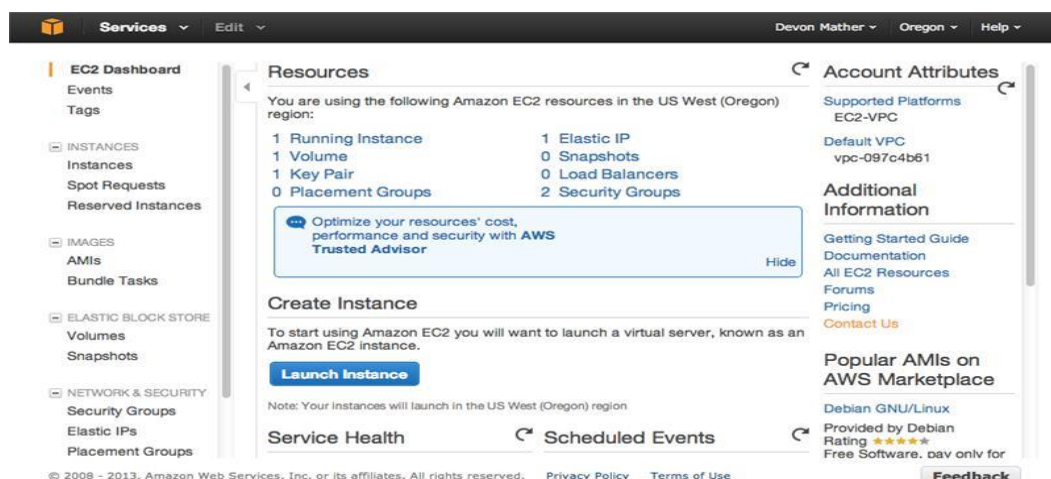 Services
Edit
Devon Mather
Oregon
Help
EC2 Dashboard
Events
Tags
INSTANCES
Instances
Spot Requests
Reserved Instances
IMAGES
AMIs
Bundle Tasks
ELASTIC BLOCK STORE
Volumes
Snapshots
NETWORK & SECURITY
Security Groups
Elastic IPs
Placement Groups
Resources
You are using the following Amazon EC2 resources in the US West (Oregon)
region:
1 Running Instance
1 Elastic IP
1 Volume
0 Snapshots
1 Key Pair
0 Load Balancers
0 Placement Groups
2 Security Groups
Optimize your resources' cost,
performance and security with AWS
Trusted Advisor
Hide
Create Instance
To start using Amazon EC2 you will want to launch a virtual server, known as an
Amazon EC2 instance.
Launch Instance
Note: Your instances will launch in the US West (Oregon) region
Service Health
Scheduled Events
Account Attributes
Supported Platforms
EC2-VPC
Default VPC
vpc-097c4b61
Additional
Information
Getting Started Guide
Documentation
All EC2 Resources
Forums
Pricing
Contact Us
Popular AMIs on
AWS Marketplace
Debian GNU/Linux
Provided by Debian
Rating
Free Software, pay only for
© 2008 - 2013, Amazon Web Services, Inc. or its affiliates. All rights reserved.
Privacy Policy
Terms of Use
Feedback